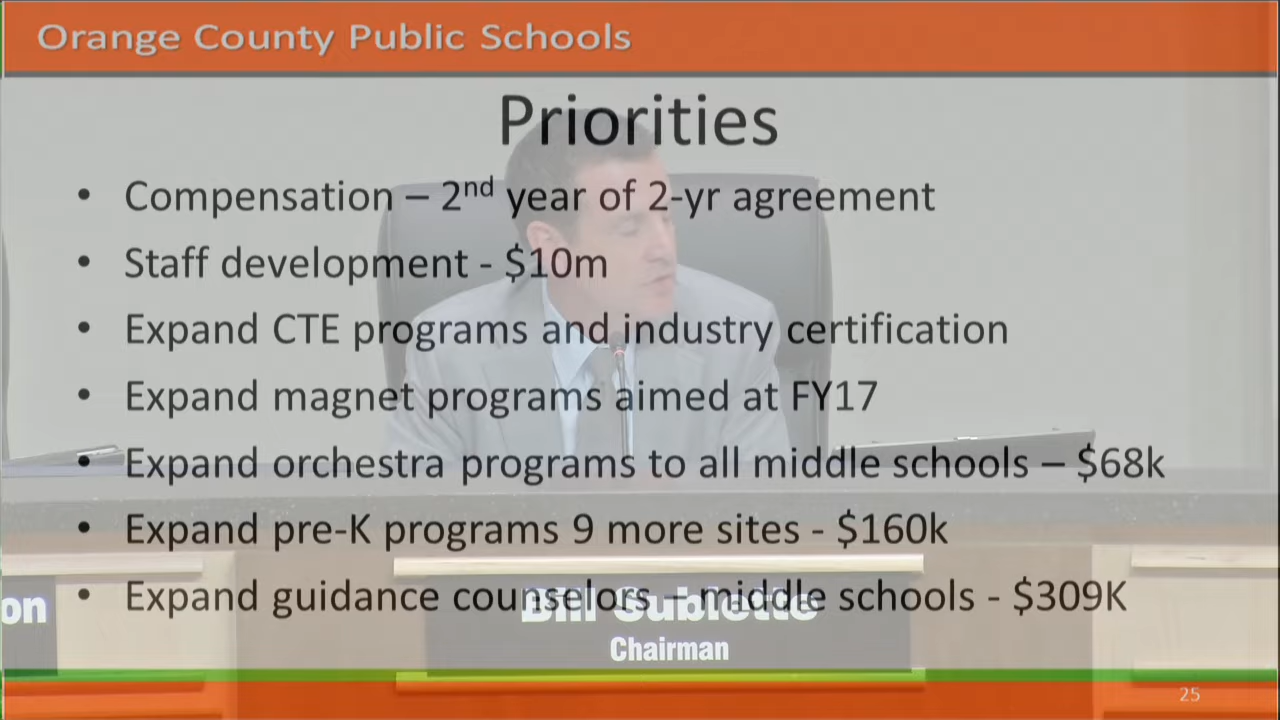 Orange County Public Schools
Priorities
• Compensation – 2nd year of 2-yr agreement
• Staff development - $10m
• Expand CTE programs and industry certification
• Expand magnet programs aimed at FY17
• Expand orchestra programs to all middle schools – $68k
• Expand pre-K programs 9 more sites - $160k
• Expand guidance counselors – middle schools - $309K
on
Bill Sublette
Chairman
25